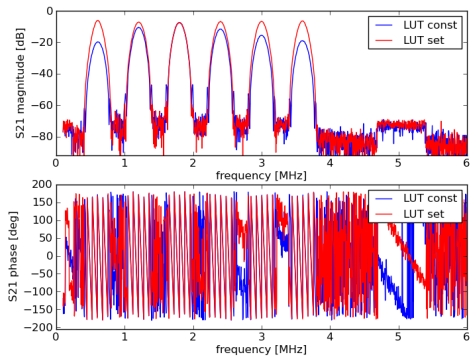 0
−20
−40
−60
−80
S21 magnitude [dB]
LUT const
LUT set
0 1 2 3 4 5 6
frequency [MHz]
200
150
100
50
0
−50
−100
−150
−200
S21 phase [deg]
LUT const
LUT set
0 1 2 3 4 5 6
frequency [MHz]